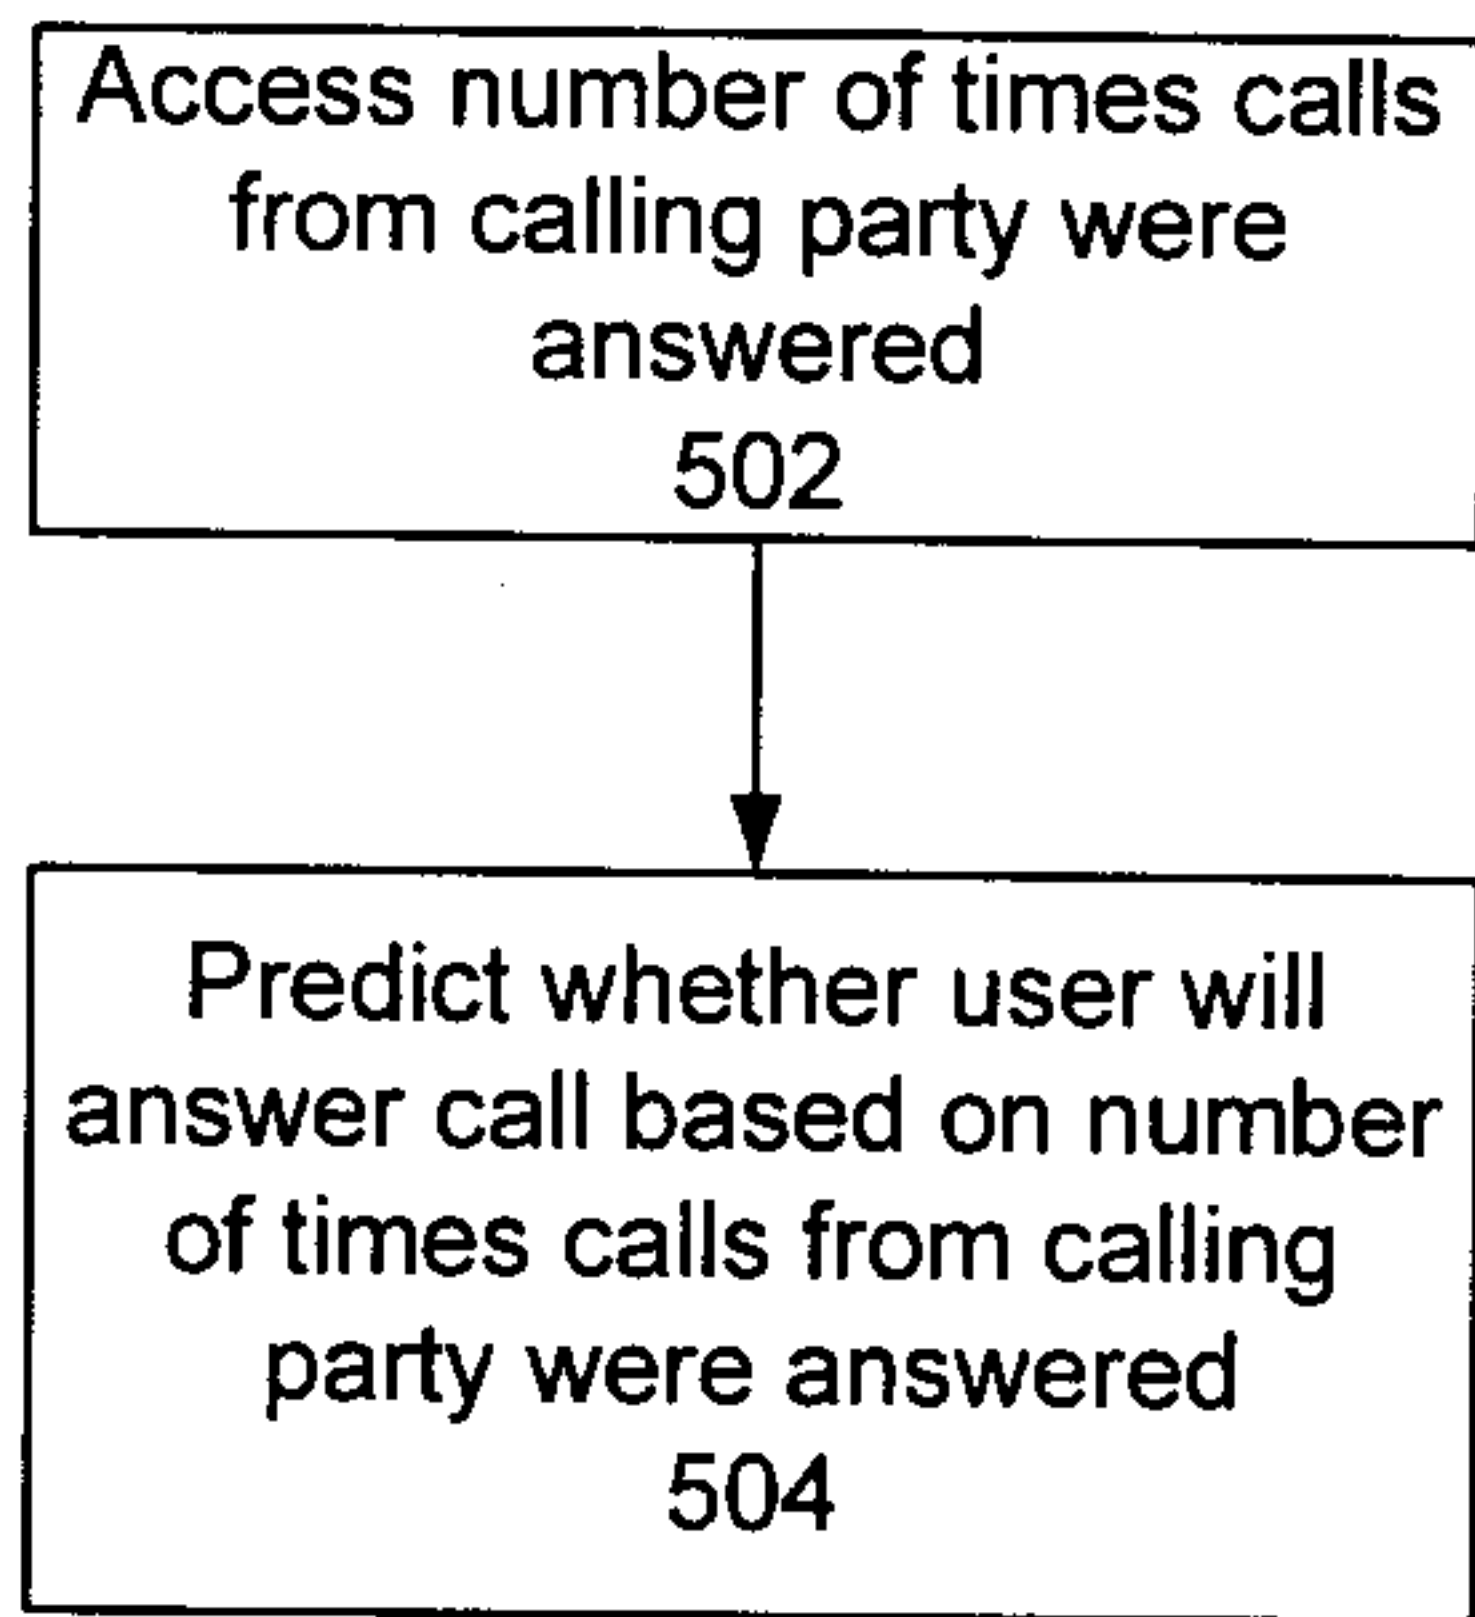 Access number of times calls
from calling party were
answered
502
Predict whether user will
answer call based on number
of times calls from calling
party were answered
504